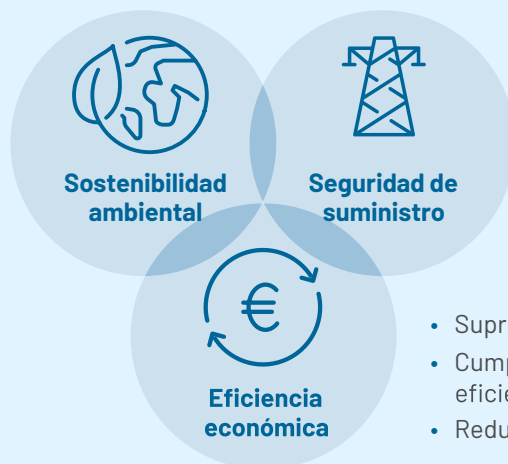 Sostenibilidad
ambiental
Seguridad de
suministro
€
Eficiencia
económica